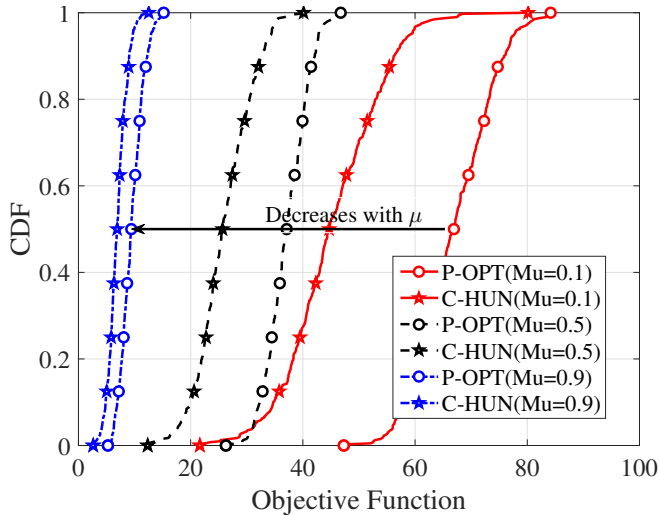 1
0.8
0.6
0.4
0.2
0
CDF
Decreases with μ
P-OPT(Mu=0.1)
C-HUN(Mu=0.1)
P-OPT(Mu=0.5)
C-HUN(Mu=0.5)
P-OPT(Mu=0.9)
C-HUN(Mu=0.9)
0 20 40 60 80 100
Objective Function